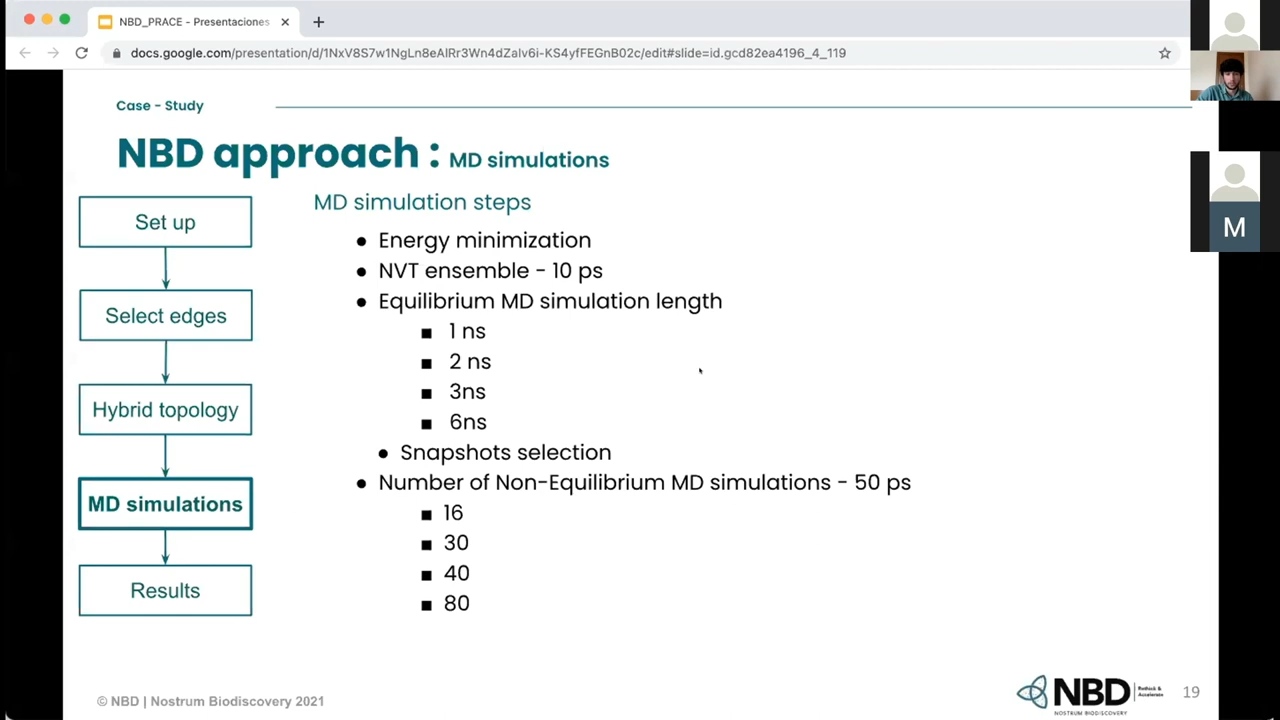 NBD_PRACE - Presentaciones
docs.google.com/presentation/d/1NxV8S7w1NgLn8eAIRr3Wn4dZaIv6i-KS4yfFEGnB02c/edit#slide=id.gcd82ea4196_4_119
Case - Study
NBD approach : MD simulations
Set up
Select edges
Hybrid topology
MD simulations
Results
MD simulation steps
● Energy minimization
● NVT ensemble - 10 ps
● Equilibrium MD simulation length
■ 1 ns
■ 2 ns
■ 3ns
■ 6ns
● Snapshots selection
● Number of Non-Equilibrium MD simulations - 50 ps
■ 16
■ 30
■ 40
■ 80
M
© NBD | Nostrum Biodiscovery 2021
NBD
Rethink &
Accelerate
NOSTRUM BIODISCOVERY
19